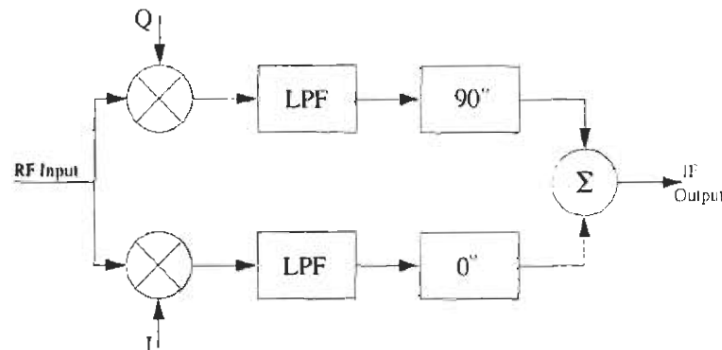 Q
LPF
90"
RF Input
Σ
IF
Output
LPF
0"
I